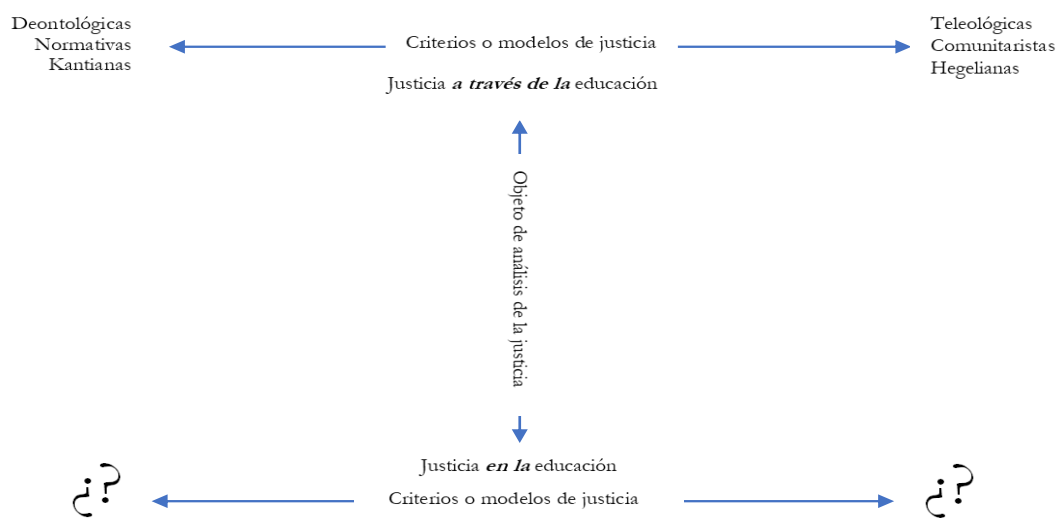 Deontológicas
Normativas
Kantianas
Criterios o modelos de justicia
Teleológicas
Comunitaristas
Hegelianas
Justicia a través de la educación
Objeto de análisis de la justicia
Justicia en la educación
¿?
Criterios o modelos de justicia
¿?